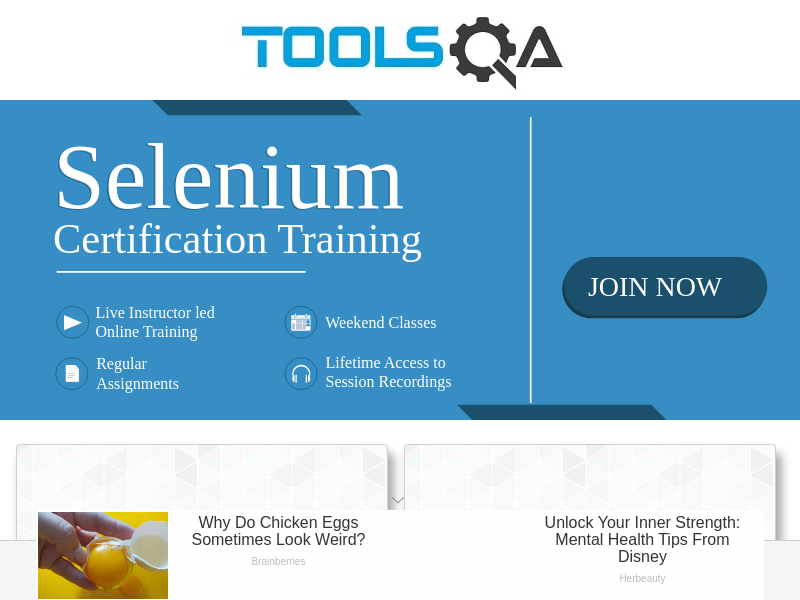 TOOLSQA
Selenium
Certification Training
Live Instructor led
Online Training
Weekend Classes
Regular
Assignments
Lifetime Access to
Session Recordings
JOIN NOW
Why Do Chicken Eggs
Sometimes Look Weird?
Brainberries
Unlock Your Inner Strength:
Mental Health Tips From
Disney
Herbeauty